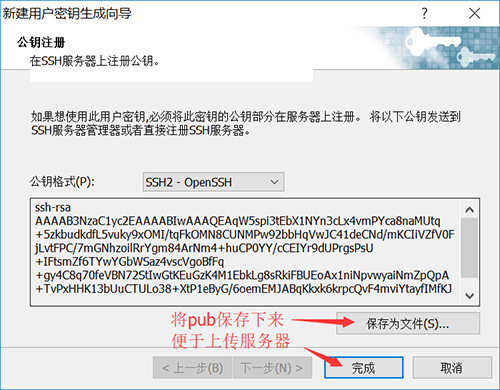 新建用户密钥生成向导
公钥注册
在SSH服务器上注册公钥。
如果想使用此用户密钥,必须将此密钥的公钥部分在服务器上注册。 将以下公钥发送到
SSH服务器管理器或者直接注册SSH服务器。
公钥格式(P):
SSH2 - OpenSSH
ssh-rsa
AAAAB3NzaC1yc2EAAAABIwAAAQEAqW5spi3tEbX1NYn3cLx4vmPYca8naMUtq
+5zkbudkdfL5vuky9xOMI/tqFkOMN8CUNMPw92bbHqVwJC41deCNd/mKCIiVZfV0F
jLvtFPC/7mGNhzoilRrYgm84ArNm4+huCP0YY/cCEIYr9dUPrgsPsU
+IFtsmZf6TYwYGbWSaz4vscVgoBfFq
+gy4C8q70feVBN72StIwGtKEuGzK4M1EbkLg8sRkiFBUEoAx1niNpvwyaiNmZpQpA
+TvPxHHK13bUuCTULo38+XtP1eByG/6oemEMJABqKkxk6krpcQvF4mviYtayfIMfKJ
将pub保存下来
保存为文件(S)...
便于上传服务器
< 上一步(B)
下一步(N) >
完成
取消